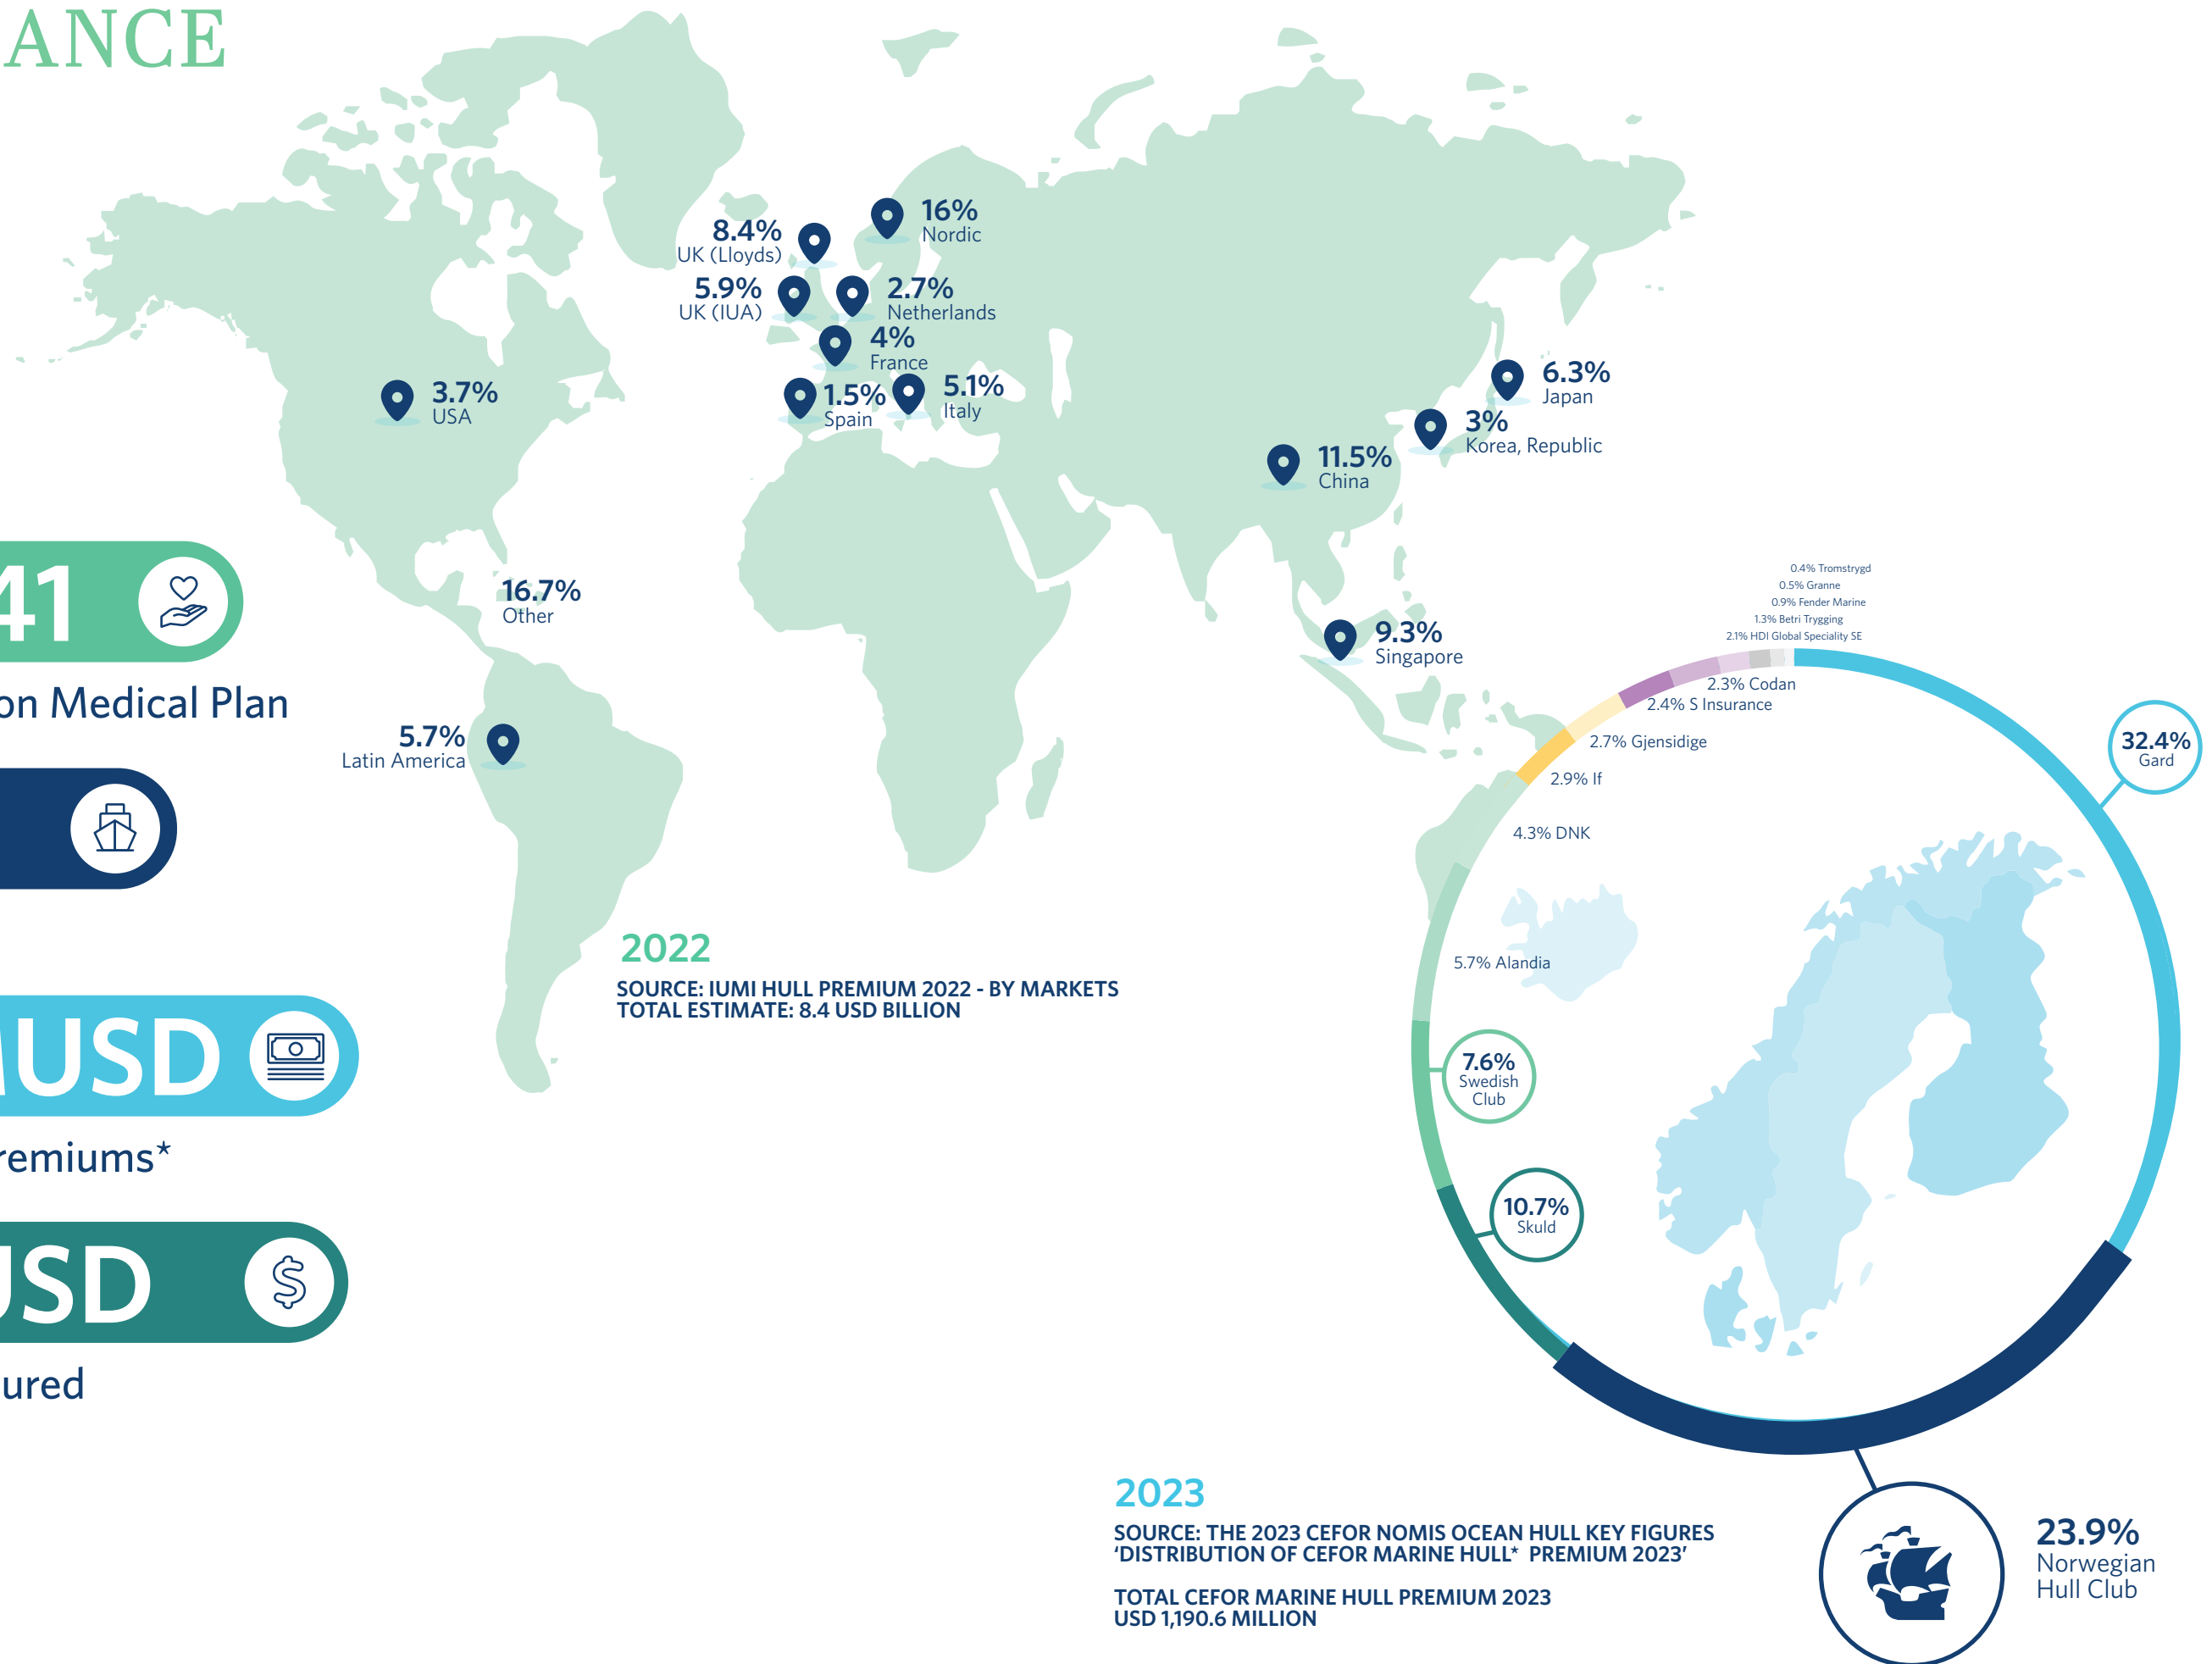 ANCE
41
on Medical Plan
USD
remiums*
USD
ured
8.4%
UK (Lloyds)
16%
Nordic
5.9%
UK (IUA)
2.7%
Netherlands
4%
France
1.5%
Spain
5.1%
Italy
3.7%
USA
6.3%
Japan
3%
Korea, Republic
11.5%
China
16.7%
Other
9.3%
Singapore
5.7%
Latin America
2022
SOURCE: IUMI HULL PREMIUM 2022 - BY MARKETS
TOTAL ESTIMATE: 8.4 USD BILLION
0.4% Tromstrygd
0.5% Granne
0.9% Fender Marine
1.3% Betri Trygging
2.1% HDI Global Speciality SE
2.3% Codan
2.4% S Insurance
2.7% Gjensidige
2.9% If
4.3% DNK
5.7% Alandia
7.6%
Swedish
Club
10.7%
Skuld
32.4%
Gard
23.9%
Norwegian
Hull Club
2023
SOURCE: THE 2023 CEFOR NOMIS OCEAN HULL KEY FIGURES
‘DISTRIBUTION OF CEFOR MARINE HULL* PREMIUM 2023’
TOTAL CEFOR MARINE HULL PREMIUM 2023
USD 1,190.6 MILLION